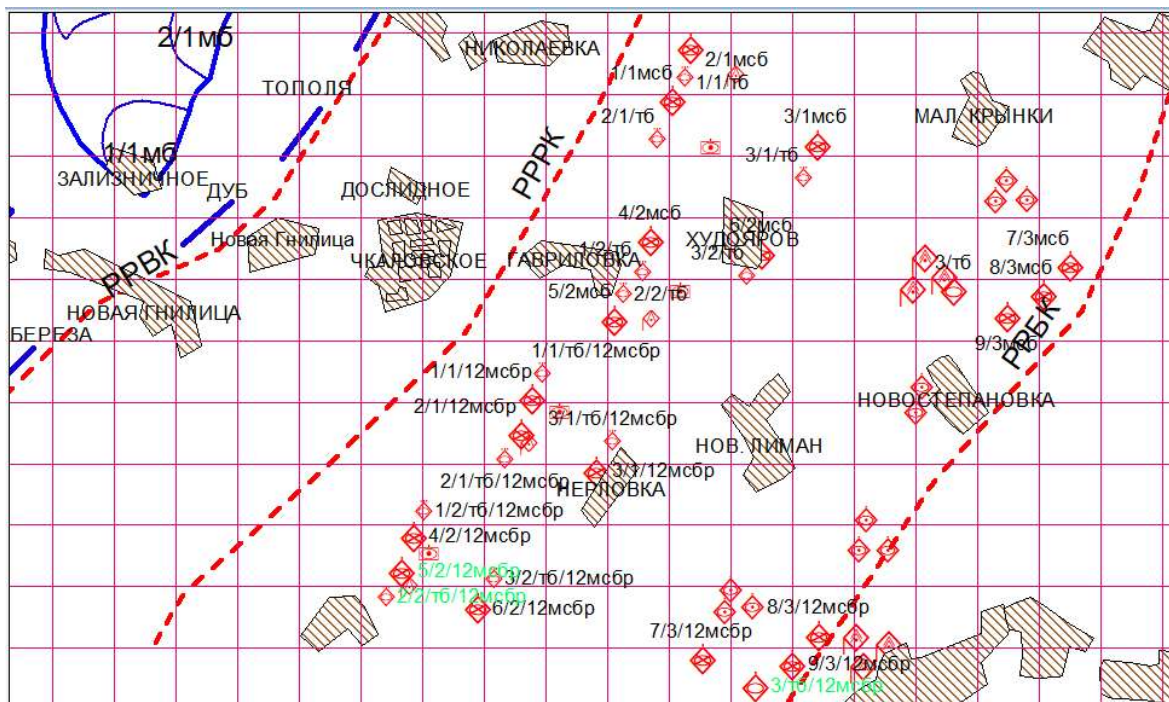 2/1мб
НИКОЛАЕВКА
2/1мсб
1/1мсб
1/1/тб
ТОПОЛЯ
2/1/тб
3/1мсб
МАЛ. КРЫНКИ
3/1/тб
1/1мб
РРРК
ЗАЛИЗНИЧНОЕ
ДУБ
ДОСЛИДНОЕ
4/2мсб
6/2мсб
7/3мсб
Новая Гнилица
1/2/тб
ХУДОЯРОВ
3/2/тб
РРВК
ЧКАЛОВСКОЕ
ГАВРИЛОВКА
3/тб
8/3мсб
5/2мсб
2/2/тб
НОВАЯ ГНИЛИЦА
БЕРЕЗА
РРБК
9/3мсб
1/1/тб/12мсбр
1/1/12мсбр
2/1/12мсбр
3/1/тб/12мсбр
НОВОСТЕПАНОВКА
НОВ. ЛИМАН
2/1/тб/12мсбр
3/1/12мсбр
НЕРЛОВКА
1/2/тб/12мсбр
4/2/12мсбр
5/2/12мсбр
3/2/тб/12мсбр
2/2/тб/12мсбр
6/2/12мсбр
8/3/12мсбр
7/3/12мсбр
9/3/12мсбр
3/тб/12мсбр